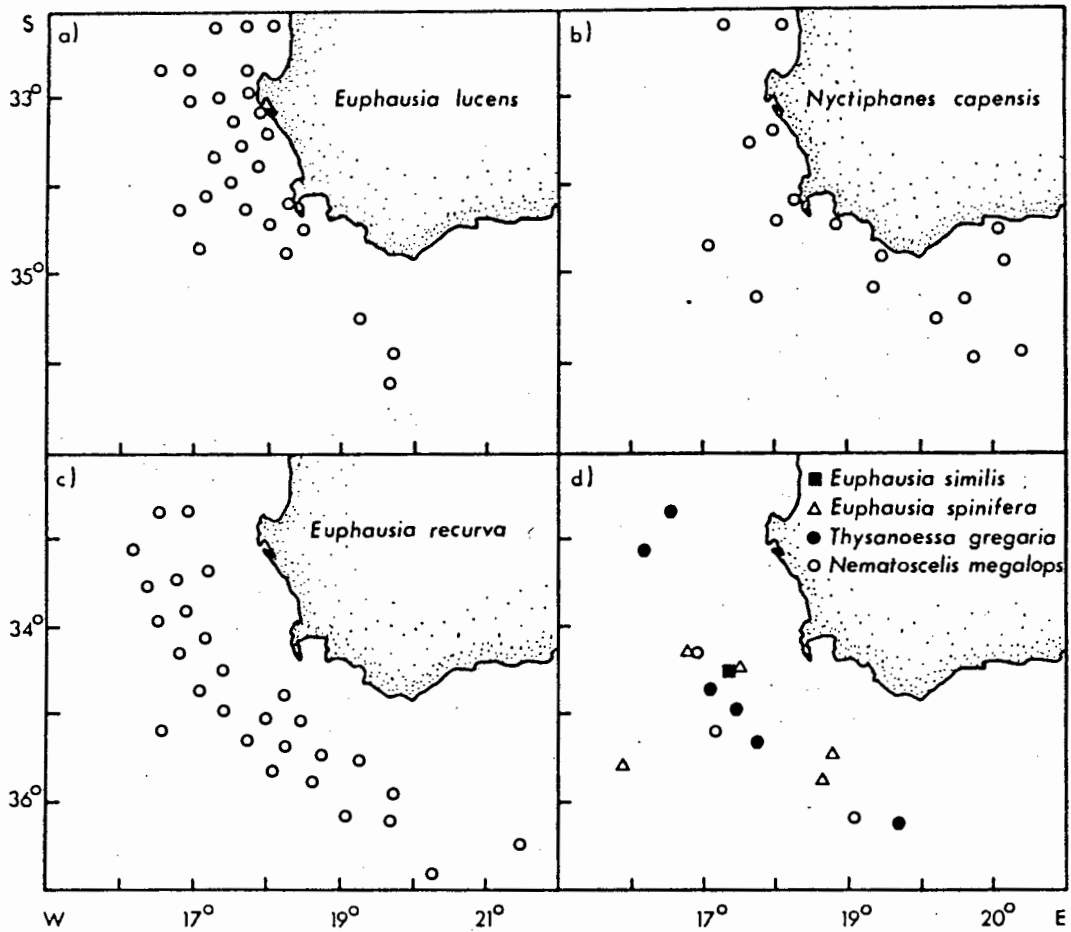 S
a)
Euphausia lucens
33°
35°
b)
Nyctiphanes capensis
c)
Euphausia recurva
34°
36°
d)
■ Euphausia similis
△ Euphausia spinifera
● Thysanoessa gregaria
○ Nematoscelis megalops
W 17° 19° 21°
17° 19° 20° E